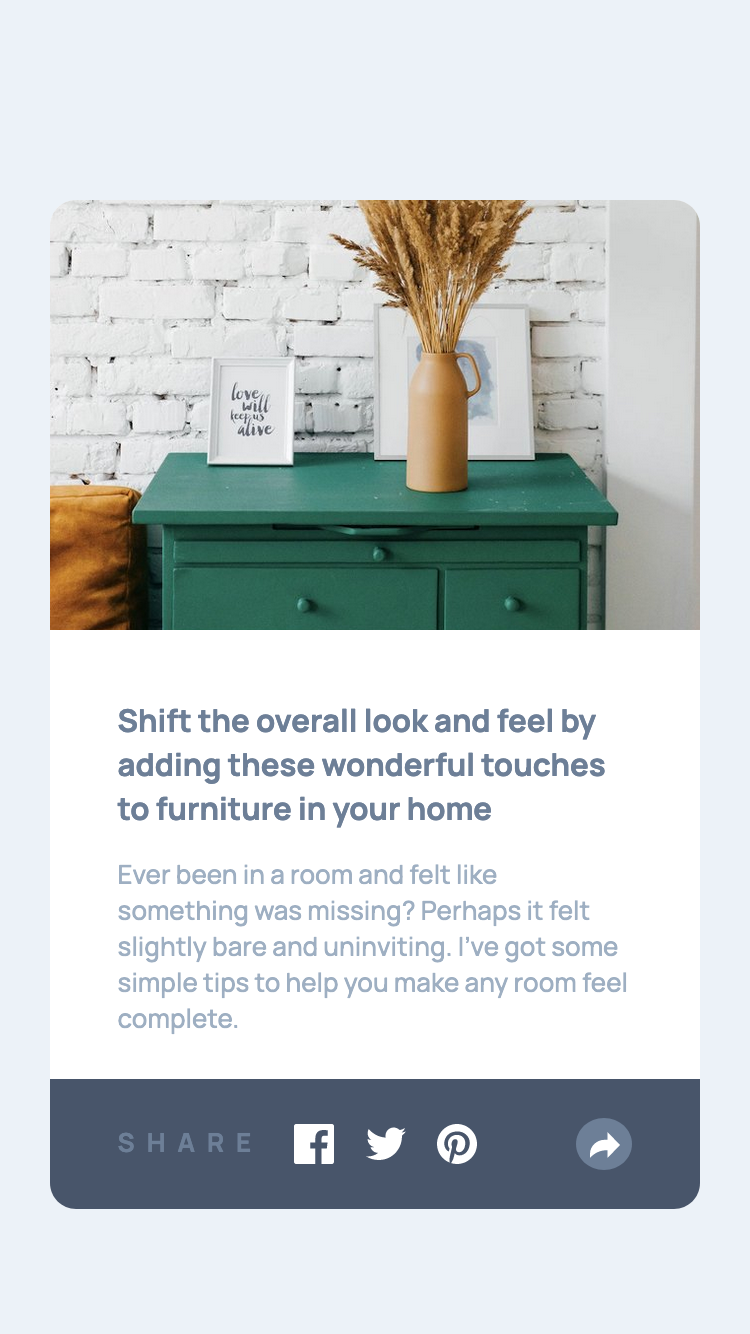 love
will
keep us
alive
Shift the overall look and feel by
adding these wonderful touches
to furniture in your home
Ever been in a room and felt like
something was missing? Perhaps it felt
slightly bare and uninviting. I’ve got some
simple tips to help you make any room feel
complete.
SHARE